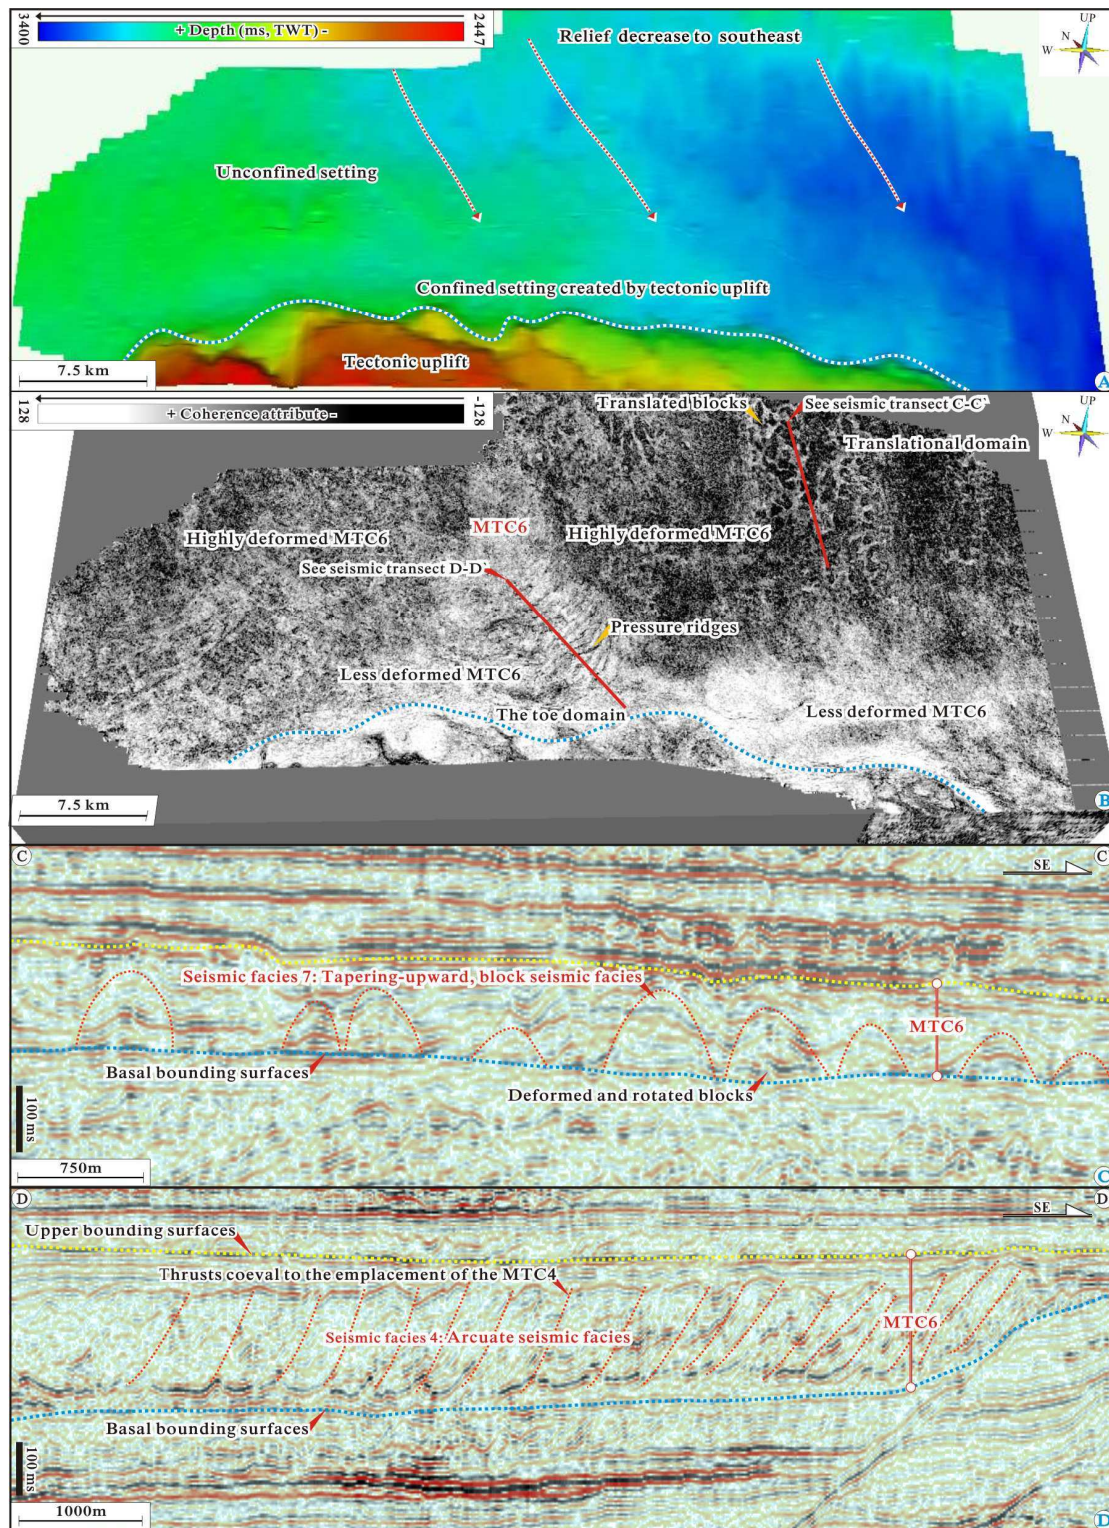 3400
+ Depth (ms, TWT) -
2447
Relief decrease to southeast
UP
N
W
Unconfined setting
Confined setting created by tectonic uplift
Tectonic uplift
7.5 km
A
128
+ Coherence attribute -
-128
Translated blocks
See seismic transect C-C`
UP
N
W
Translational domain
MTC6
Highly deformed MTC6
Highly deformed MTC6
See seismic transect D-D`
Pressure ridges
Less deformed MTC6
The toe domain
Less deformed MTC6
7.5 km
B
C
C`
SE
Seismic facies 7: Tapering-upward, block seismic facies
MTC6
Basal bounding surfaces
Deformed and rotated blocks
100 ms
750m
C
D
D`
SE
Upper bounding surfaces
Thrusts coeval to the emplacement of the MTC4
Seismic facies 4: Arcuate seismic facies
MTC6
Basal bounding surfaces
100 ms
1000m
D